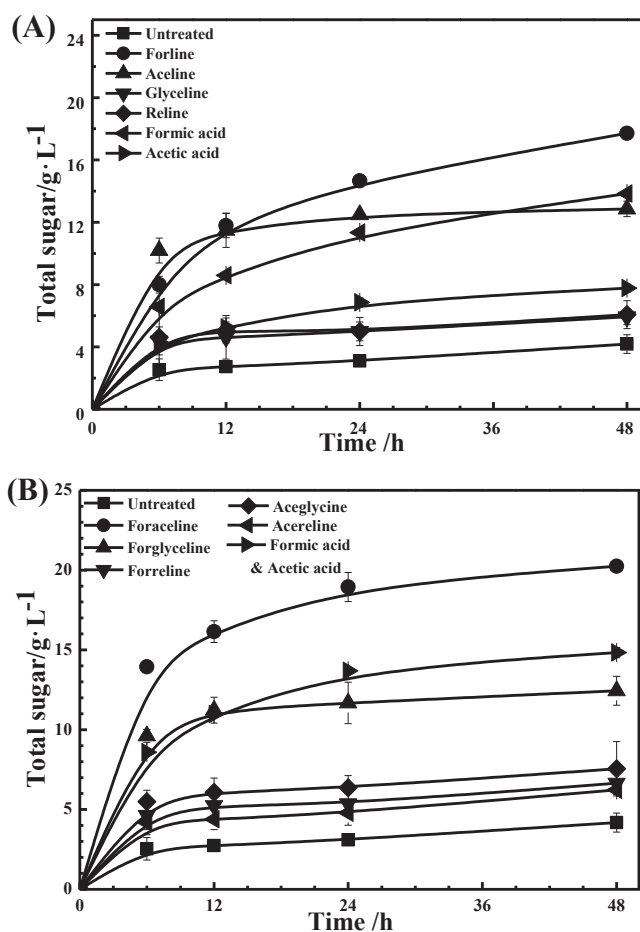 (A)
24
20
16
12
8
4
0
Total sugar/g·L-1
Untreated
Forline
Aceline
Glyceline
Reline
Formic acid
Acetic acid
0 12 24 36 48
Time /h
(B)
25
20
15
10
5
0
Total sugar/g·L-1
Untreated
Foraceline
Forglyceline
Forreline
Aceglycine
Acereline
Formic acid
& Acetic acid
0 12 24 36 48
Time /h